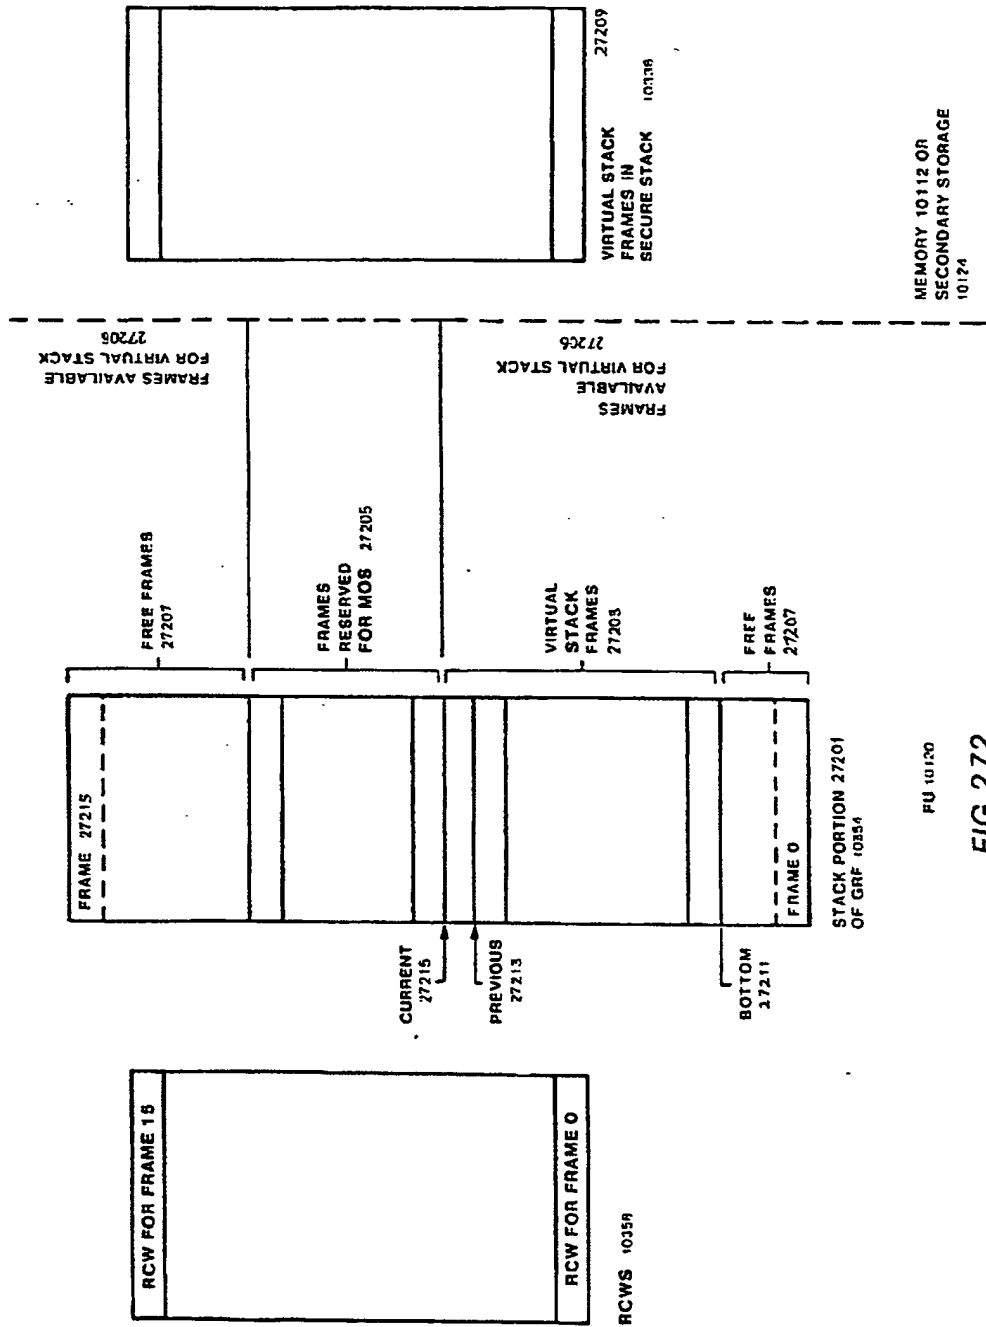 RCW FOR FRAME 15
RCW FOR FRAME 0
RCWS 10358
FRAME 27215
FRAME 0
CURRENT
27215
PREVIOUS
27213
BOTTOM
27211
STACK PORTION 27201
OF GRF 10354
FREE FRAMES
27207
FRAMES
RESERVED
FOR MOS 27205
VIRTUAL
STACK
FRAMES
27203
FREE
FRAMES
27207
FU 10120
FIG 272
FRAMES AVAILABLE
FOR VIRTUAL STACK
27206
FRAMES
AVAILABLE
FOR VIRTUAL STACK
27206
27209
VIRTUAL STACK
FRAMES IN
SECURE STACK 10336
MEMORY 10112 OR
SECONDARY STORAGE
10124